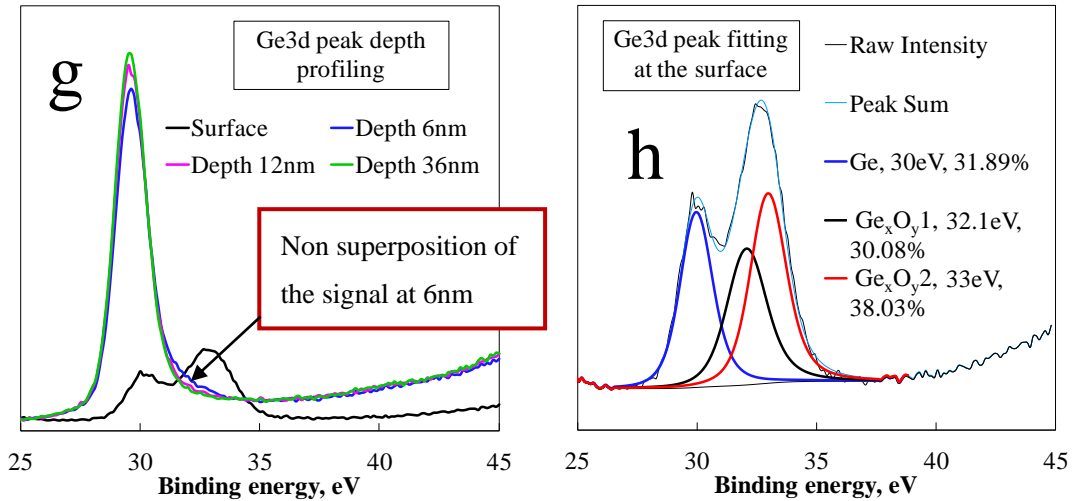 g
Ge3d peak depth
profiling
Surface
Depth 6nm
Depth 12nm
Depth 36nm
Non superposition of
the signal at 6nm
25
30
35
40
45
Binding energy, eV
h
Ge3d peak fitting
at the surface
Raw Intensity
Peak Sum
Ge, 30eV, 31.89%
GeₓOᵧ1, 32.1eV,
30.08%
GeₓOᵧ2, 33eV,
38.03%
25
30
35
40
45
Binding energy, eV